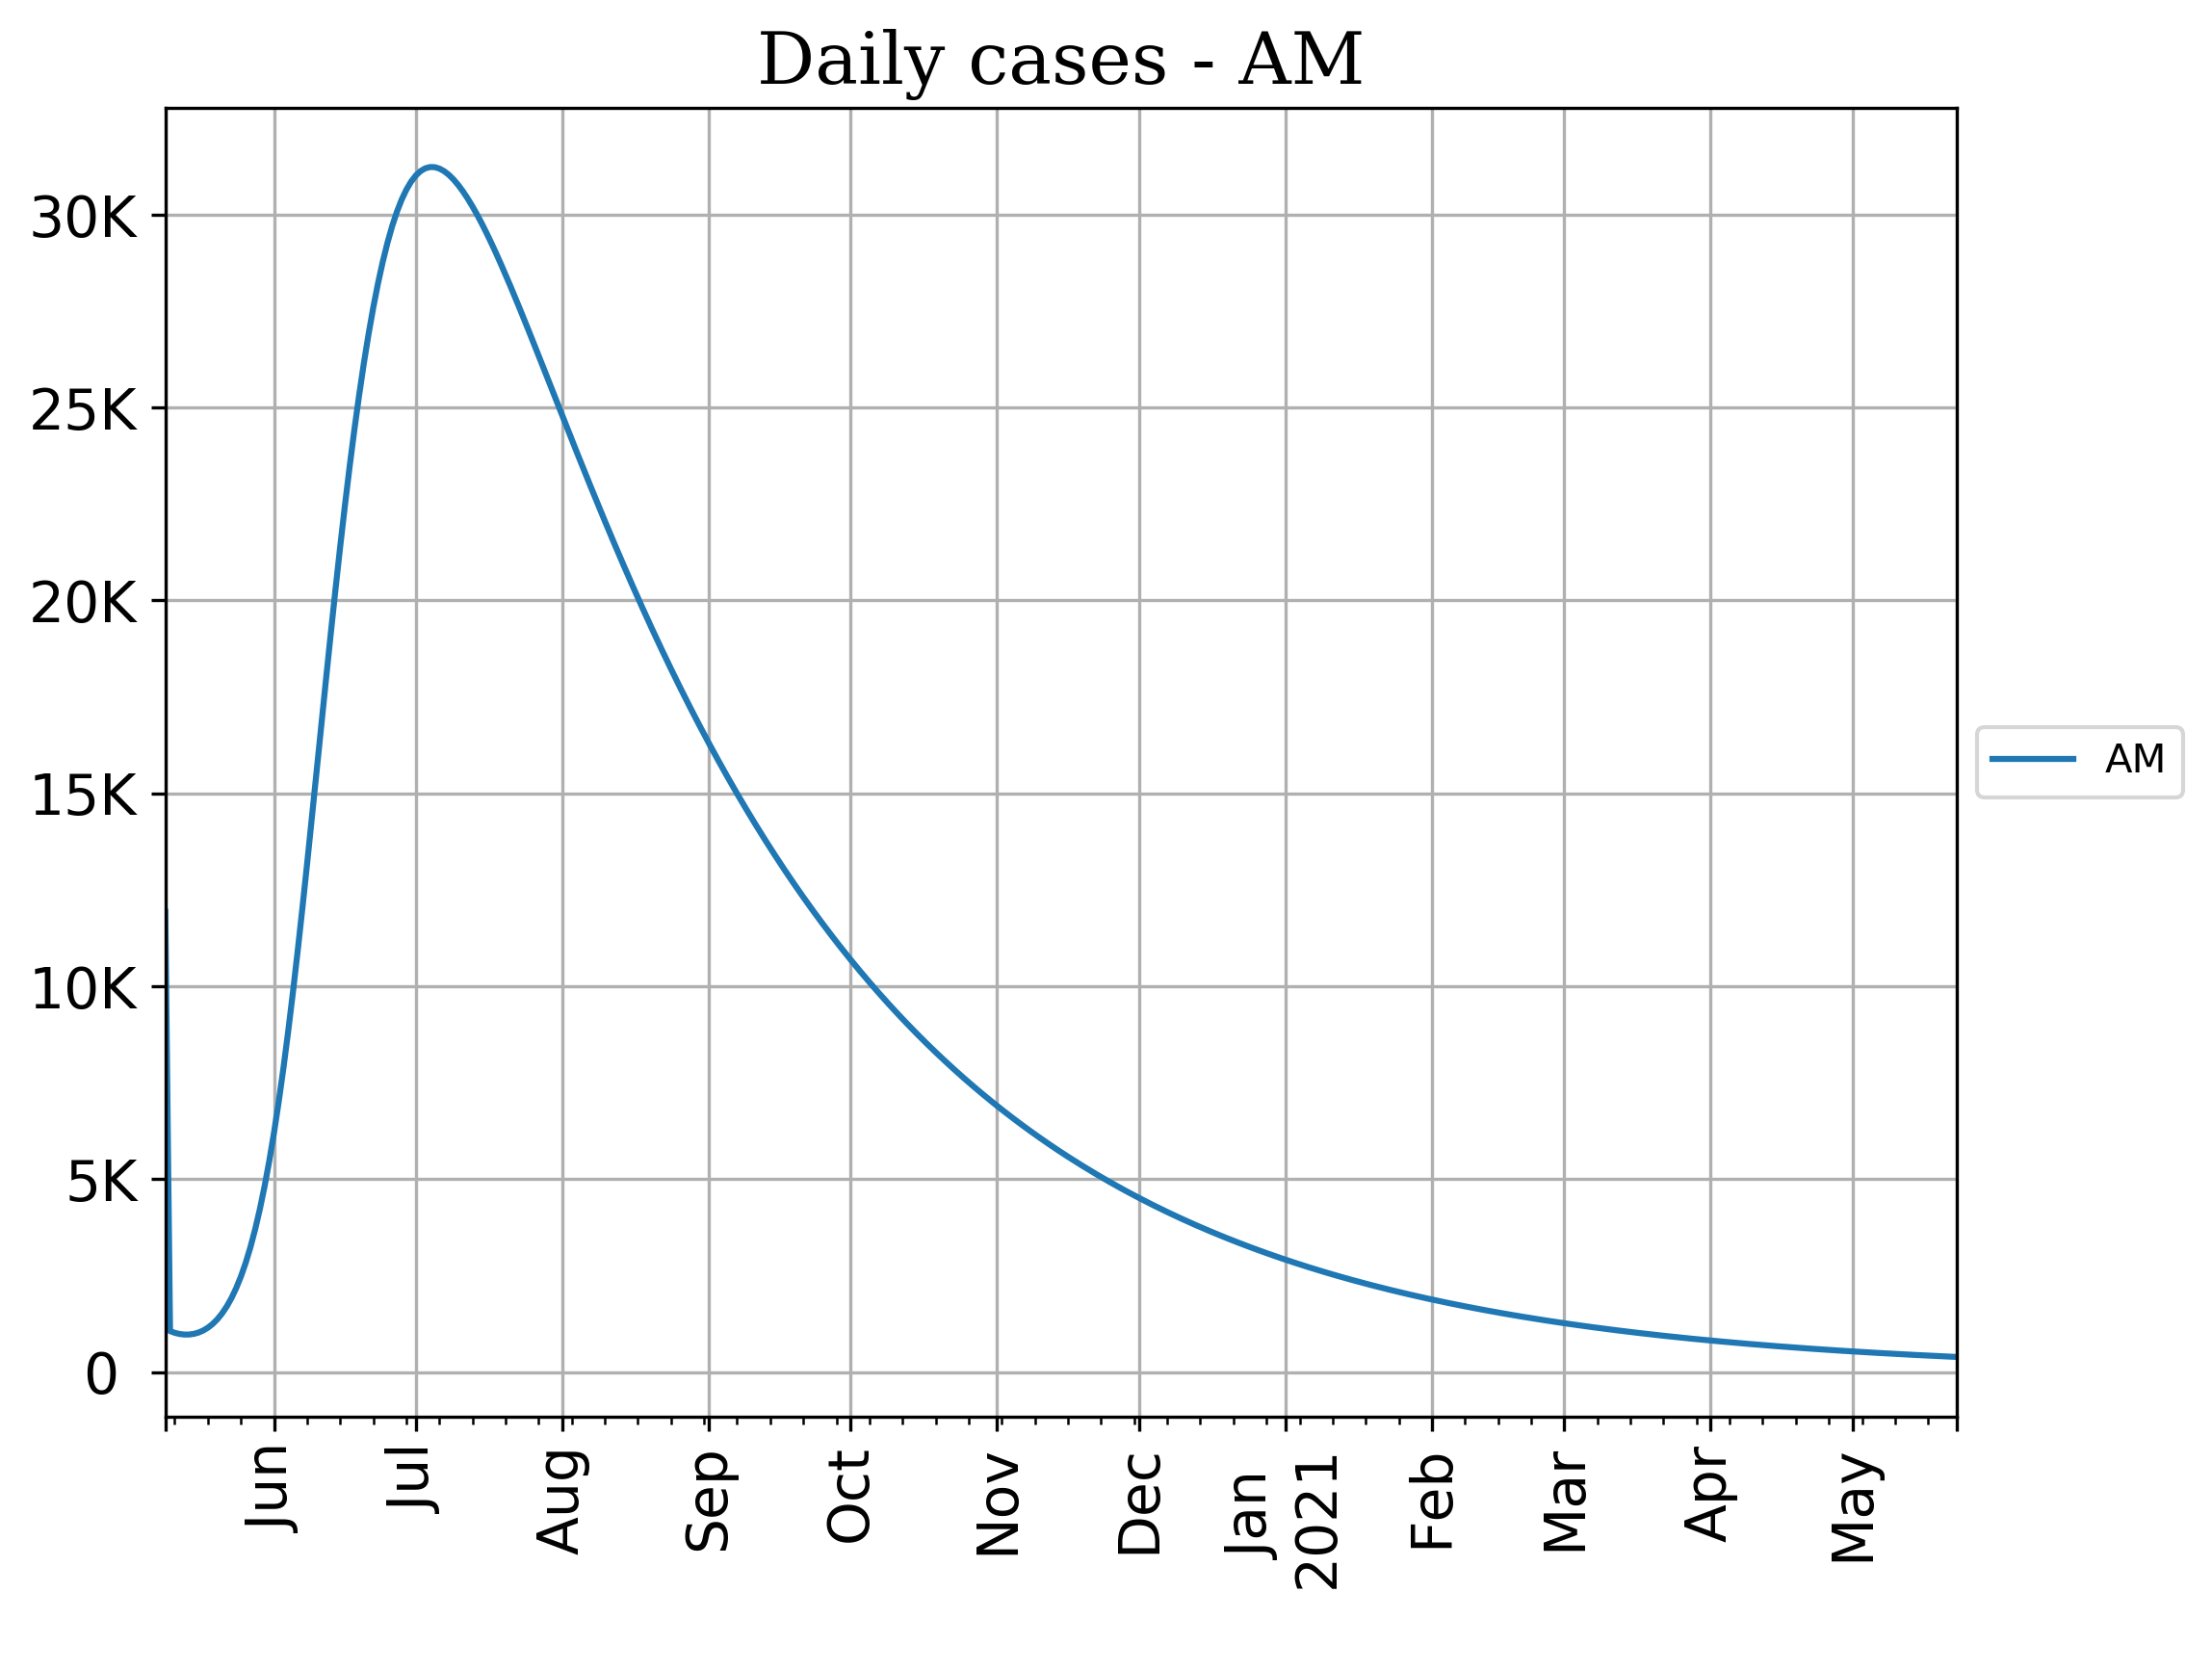 Daily cases - AM
30K
25K
20K
15K
10K
5K
0
Jun
Jul
Aug
Sep
Oct
Nov
Dec
Jan
2021
Feb
Mar
Apr
May
AM